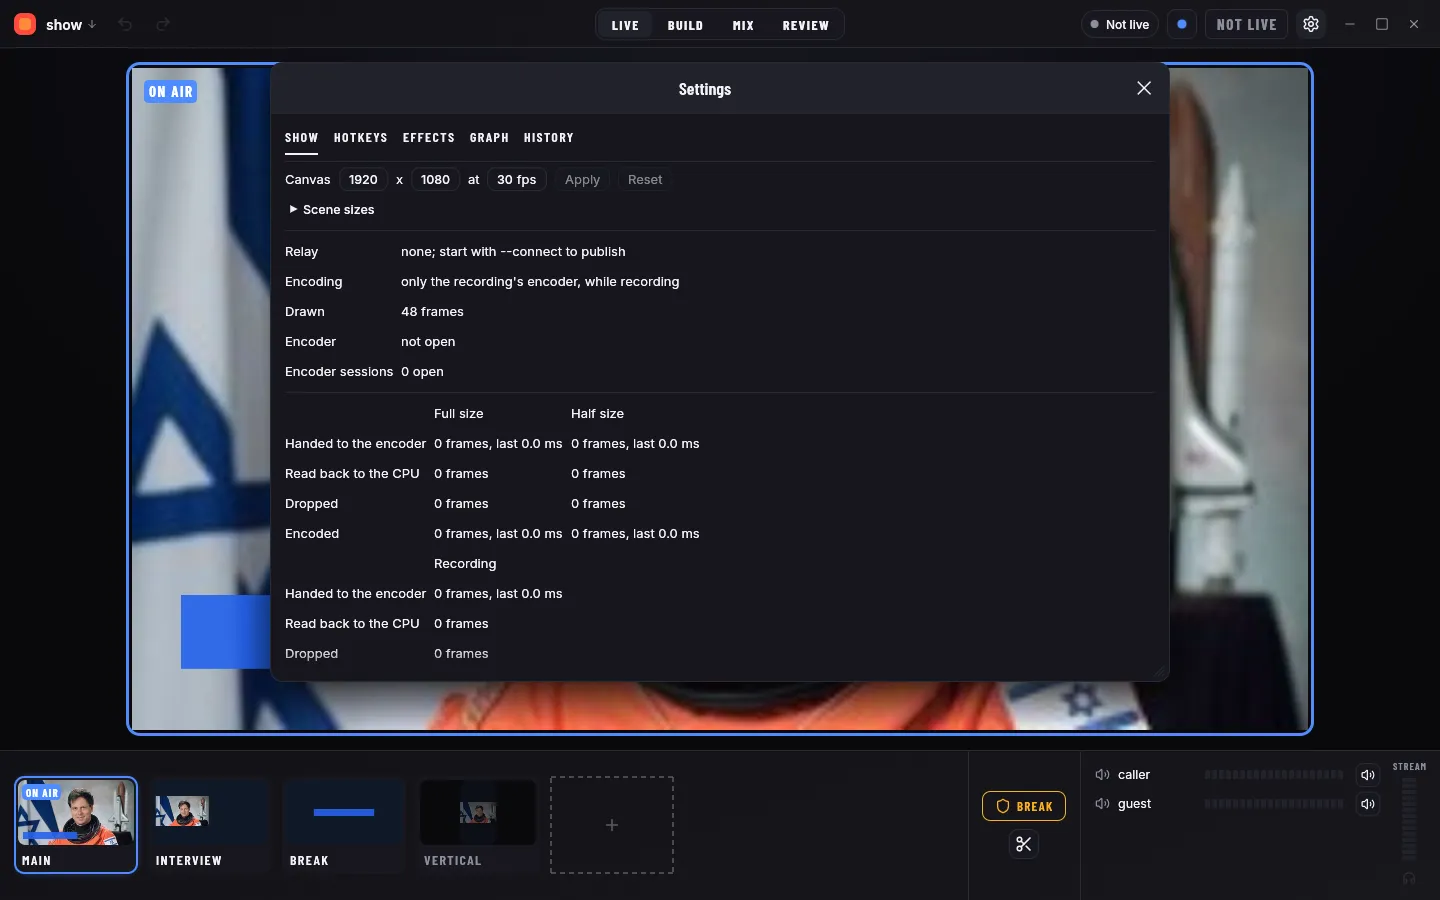 show
LIVE BUILD MIX REVIEW
Not live
NOT LIVE
ON AIR
Settings
SHOW HOTKEYS EFFECTS GRAPH HISTORY
Canvas 1920 x 1080 at 30 fps Apply Reset
Scene sizes
Relay none; start with --connect to publish
Encoding only the recording's encoder, while recording
Drawn 48 frames
Encoder not open
Encoder sessions 0 open
Full size Half size
Handed to the encoder 0 frames, last 0.0 ms 0 frames, last 0.0 ms
Read back to the CPU 0 frames 0 frames
Dropped 0 frames 0 frames
Encoded 0 frames, last 0.0 ms 0 frames, last 0.0 ms
Recording
Handed to the encoder 0 frames, last 0.0 ms
Read back to the CPU 0 frames
Dropped 0 frames
ON AIR
MAIN
INTERVIEW
BREAK
VERTICAL
BREAK
caller
guest
STREAM